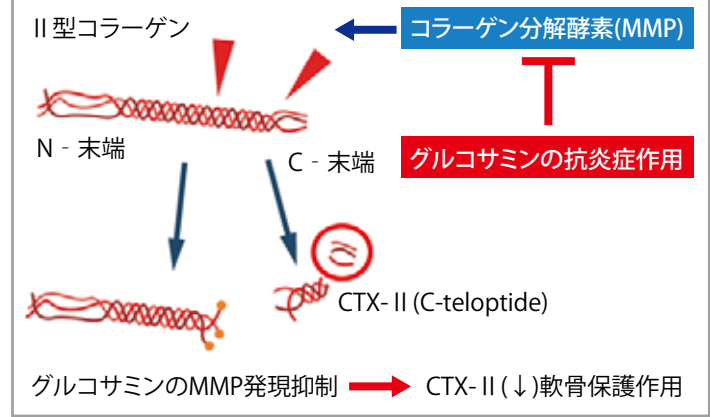 II型コラーゲン
コラーゲン分解酵素(MMP)
N‐末端
C‐末端
グルコサミンの抗炎症作用
CTX-II(C-teloptide)
グルコサミンのMMP発現抑制
CTX-II(↓)軟骨保護作用